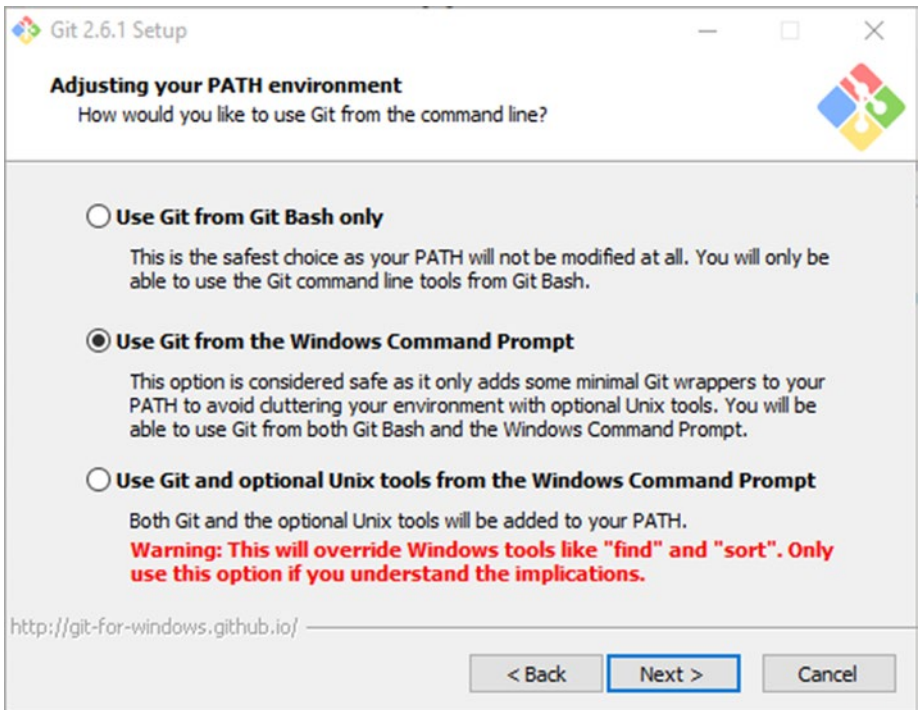 Git 2.6.1 Setup
Adjusting your PATH environment
How would you like to use Git from the command line?
Use Git from Git Bash only
This is the safest choice as your PATH will not be modified at all. You will only be
able to use the Git command line tools from Git Bash.
Use Git from the Windows Command Prompt
This option is considered safe as it only adds some minimal Git wrappers to your
PATH to avoid cluttering your environment with optional Unix tools. You will be
able to use Git from both Git Bash and the Windows Command Prompt.
Use Git and optional Unix tools from the Windows Command Prompt
Both Git and the optional Unix tools will be added to your PATH.
Warning: This will override Windows tools like "find" and "sort". Only
use this option if you understand the implications.
http://git-for-windows.github.io/
< Back Next > Cancel